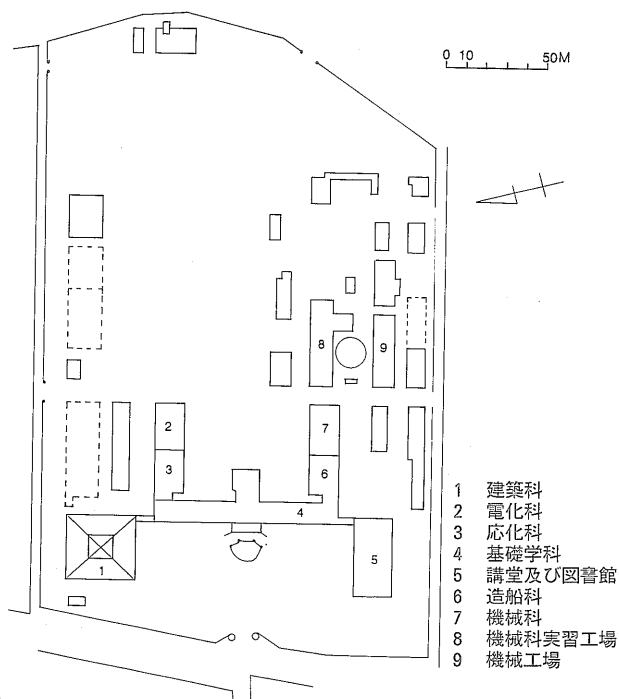 0 10 50M
2
3
8
9
7
6
4
1
5
1 建築科
2 電化科
3 応化科
4 基礎学科
5 講堂及び図書館
6 造船科
7 機械科
8 機械科実習工場
9 機械工場